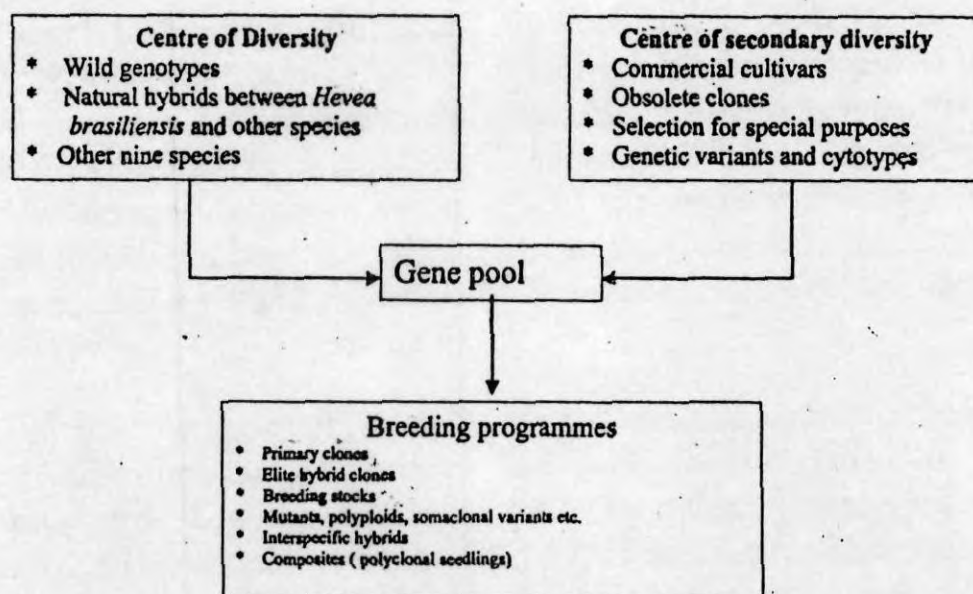 Centre of Diversity
* Wild genotypes
* Natural hybrids between Hevea
brasiliensis and other species
* Other nine species
Centre of secondary diversity
* Commercial cultivars
* Obsolete clones
* Selection for special purposes
* Genetic variants and cytotypes
Gene pool
Breeding programmes
* Primary clones
* Elite hybrid clones
* Breeding stocks
* Mutants, polyploids, somaclonal variants etc.
* Interspecific hybrids
* Composites ( polyclonal seedlings)